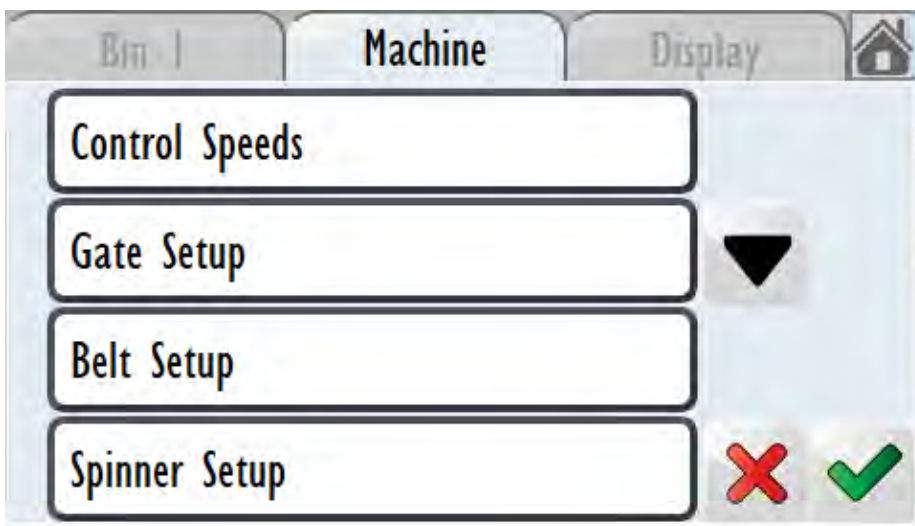 Bin 1 Machine Display
Control Speeds
Gate Setup
Belt Setup
Spinner Setup